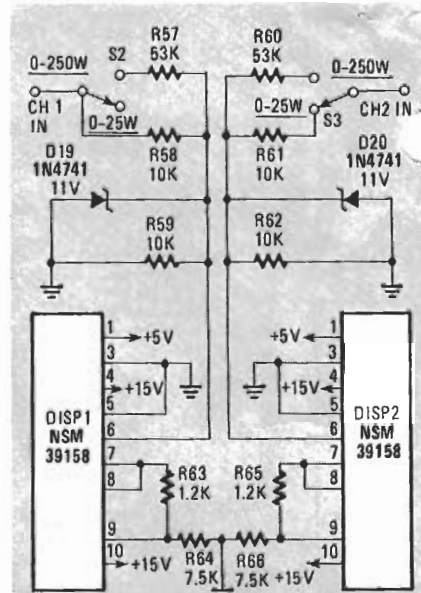 R57
53K
R60
53K
0-250W
S2
0-250W
CH 1
IN
0-25W
0-25W
S3
CH2 IN
D19
1N4741
11V
R58
10K
R61
10K
D20
1N4741
11V
R59
10K
R62
10K
DISP1
NSM
39158
1
3
4
5
6
7
8
9
10
+5V
+15V
+15V
R63
1.2K
R65
1.2K
R64
7.5K
R66
7.5K
+5V
+15V
+15V
1
3
4
5
6
7
8
9
10
DISP2
NSM
39158